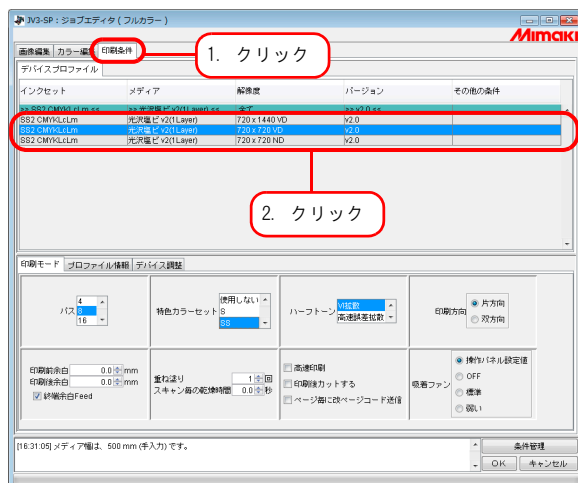 JV3-SP : ジョブエディタ ( フルカラー )
Mimaki
画像編集 カラー編集 印刷条件
1. クリック
デバイスプロファイル
インクセット メディア 解像度 バージョン その他の条件
>> SS2 CMYKLcLm << >> 光沢塩ビ v2(1Layer) << 全て >> v2.0 <<
SS2 CMYKLcLm 光沢塩ビ v2(1Layer) 720 x 1440 VD v2.0
SS2 CMYKLcLm 光沢塩ビ v2(1Layer) 720 x 720 VD v2.0
SS2 CMYKLcLm 光沢塩ビ v2(1Layer) 720 x 720 ND v2.0
2. クリック
印刷モード プロファイル情報 デバイス調整
パス 4 8 16
特色カラーセット 使用しない S SS
ハーフトーン VI拡散 高速誤差拡散
印刷方向 片方向 双方向
印刷前余白 0.0 mm
印刷後余白 0.0 mm
終端余白Feed
重ね塗り 1 回
スキャン毎の乾燥時間 0.0 秒
高速印刷
印刷後カットする
ページ毎に改ページコード送信
吸着ファン 操作パネル設定値 OFF 標準 弱い
[16:31:05] メディア幅は、500 mm (手入力) です。
条件管理
OK キャンセル